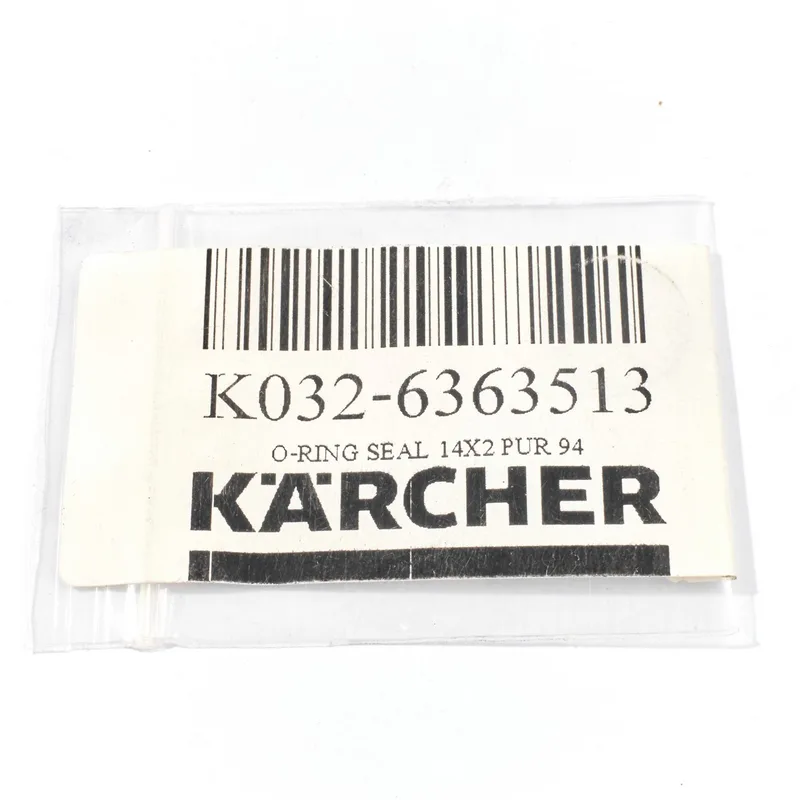 K032-6363513
O-RING SEAL 14X2 PUR 94
KÄRCHER